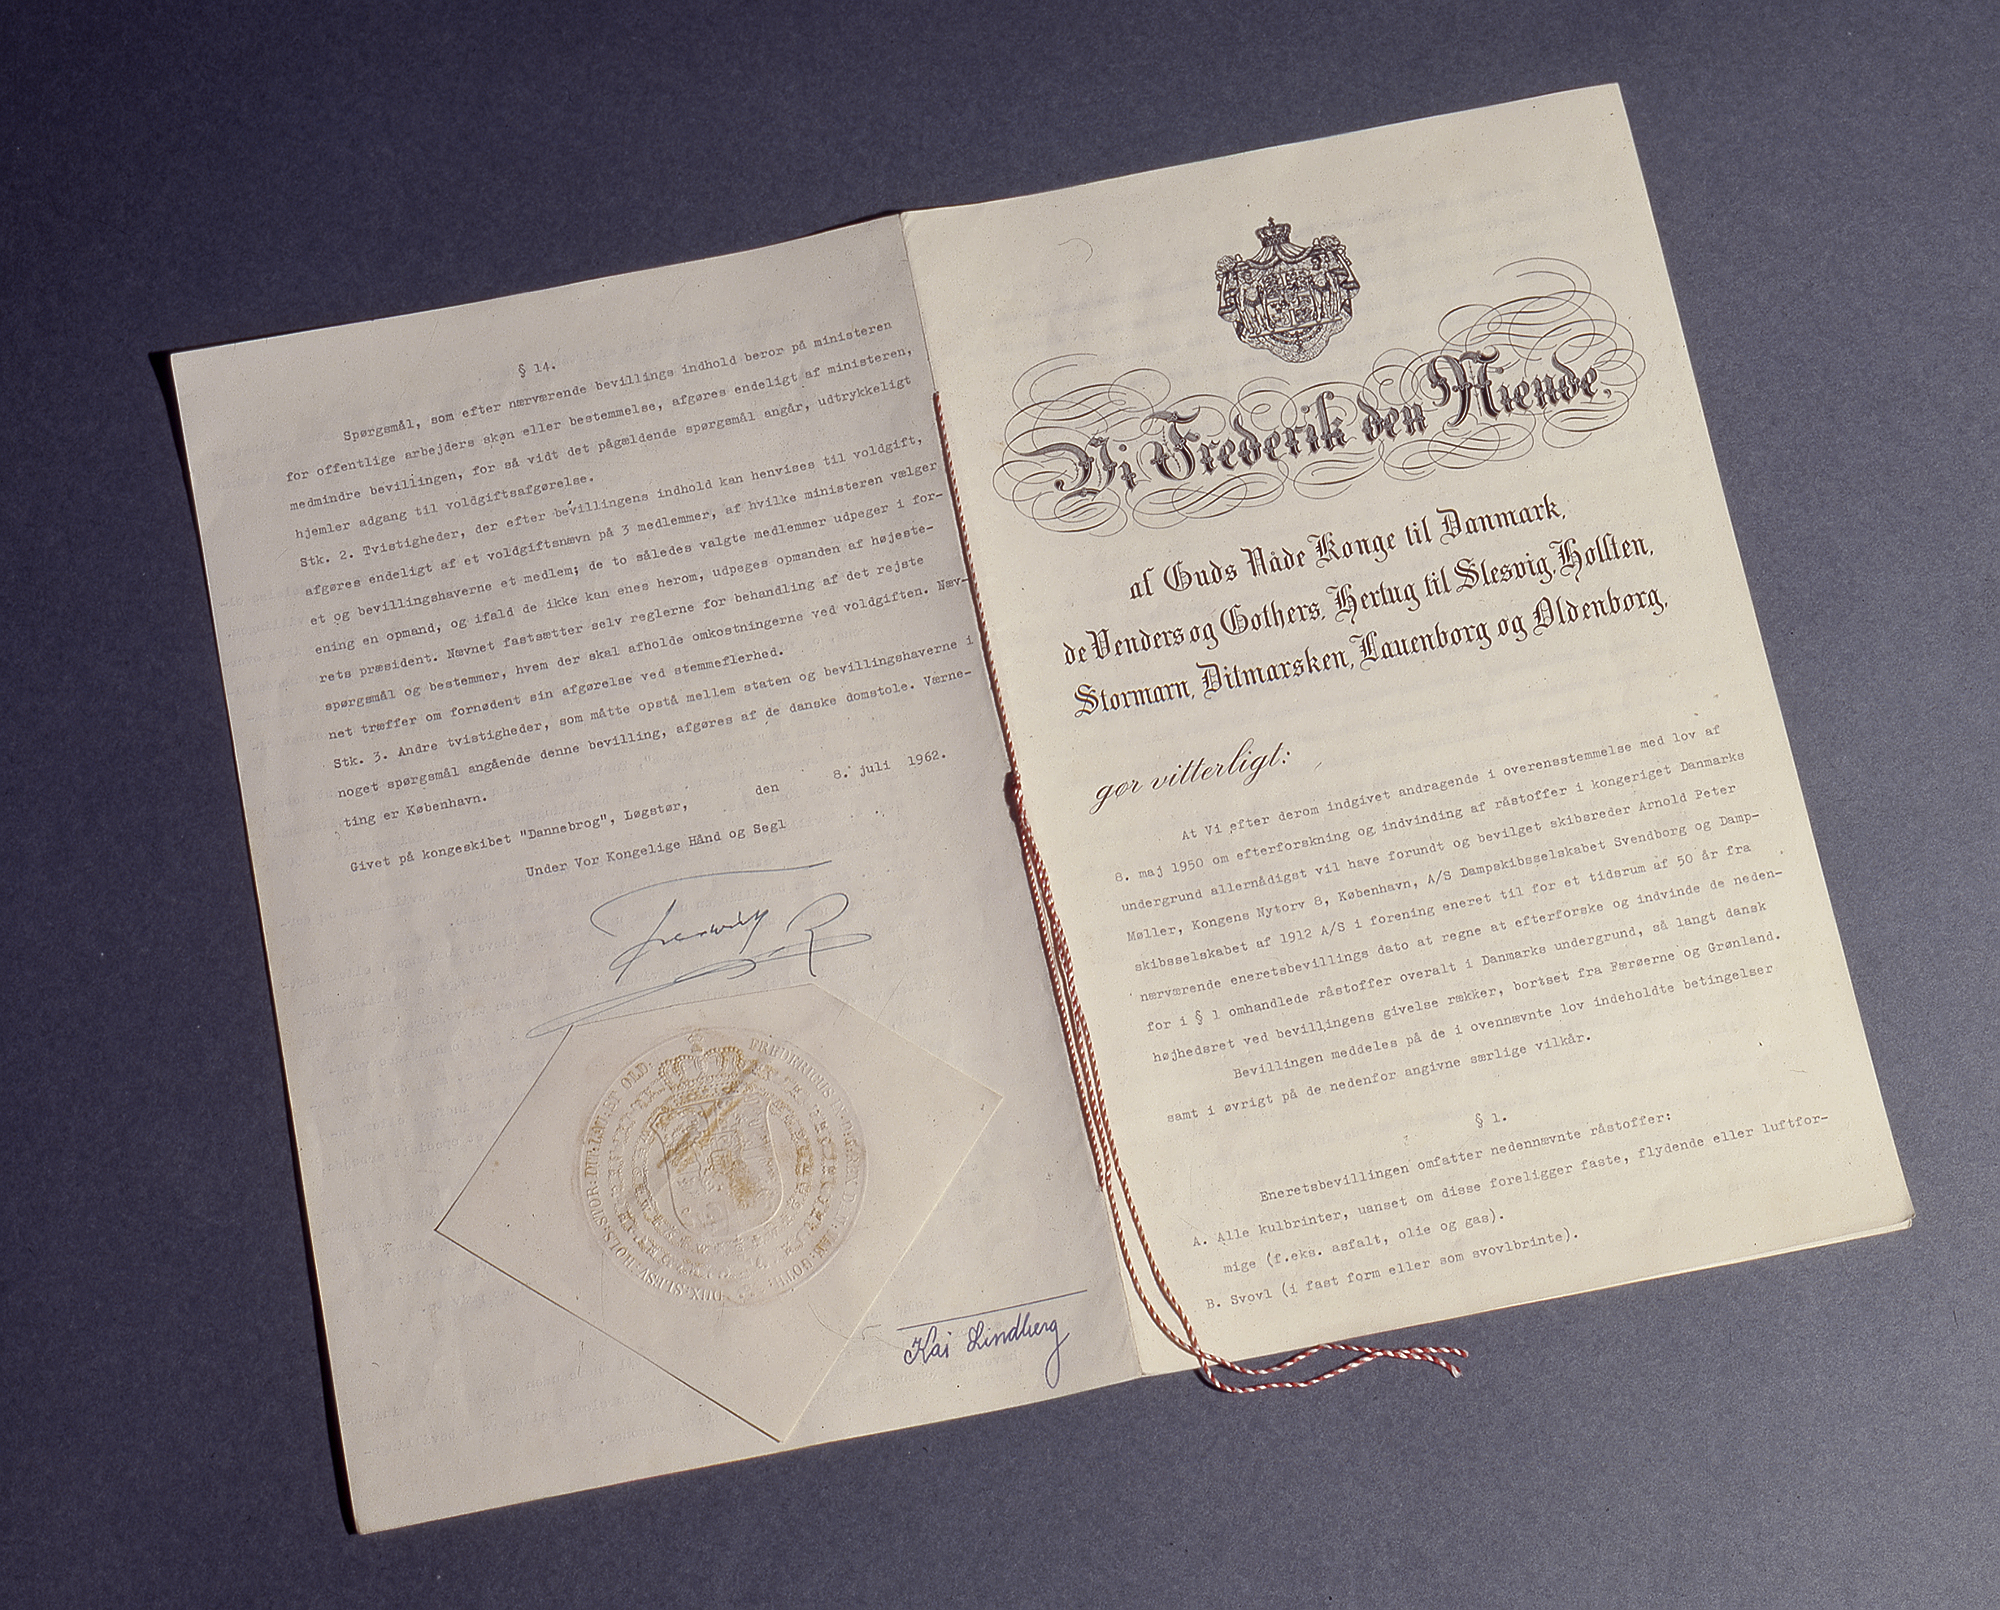 § 14.
Spørgsmål, som efter nærværende bevillings indhold beror på ministeren
for offentlige arbejders skøn eller bestemmelse, afgøres endeligt af ministeren,
medmindre bevillingen, for så vidt det pågældende spørgsmål angår, udtrykkeligt
hjemler adgang til voldgiftsafgørelse.
Stk. 2. Tvistigheder, der efter bevillingens indhold kan henvises til voldgift,
afgøres endeligt af et voldgiftsnævn på 3 medlemmer, af hvilke ministeren vælger
et og bevillingshaverne et medlem; de to således valgte medlemmer udpeger i for-
ening en opmand, og ifald de ikke kan enes herom, udpeges opmanden af højeste-
rets præsident. Nævnet fastsætter selv reglerne for behandling af det rejste
spørgsmål og bestemmer, hvem der skal afholde omkostningerne ved voldgiften. Næv-
net træffer om fornødent sin afgørelse ved stemmeflerhed.
Stk. 3. Andre tvistigheder, som måtte opstå mellem staten og bevillingshaverne i
noget spørgsmål angående denne bevilling, afgøres af de danske domstole. Værne-
ting er København.
Givet på kongeskibet "Dannebrog", Løgstør, den 8. juli 1962.
Under Vor Kongelige Hånd og Segl
Frederik R
Kai Lindberg
Vi Frederik den Niende,
af Guds Nåde Konge til Danmark,
de Venders og Gothers, Hertug til Slesvig, Holsten,
Stormarn, Ditmarsken, Lauenborg og Oldenborg,
gør vitterligt:
At Vi efter derom indgivet andragende i overensstemmelse med lov af
8. maj 1950 om efterforskning og indvinding af råstoffer i kongeriget Danmarks
undergrund allernådigst vil have forundt og bevilget skibsreder Arnold Peter
Møller, Kongens Nytorv 8, København, A/S Dampskibsselskabet Svendborg og Damp-
skibsselskabet af 1912 A/S i forening eneret til for et tidsrum af 50 år fra
nærværende eneretsbevillings dato at regne at efterforske og indvinde de neden-
for i § 1 omhandlede råstoffer overalt i Danmarks undergrund, så langt dansk
højhedsret ved bevillingens givelse rækker, bortset fra Færøerne og Grønland.
Bevillingen meddeles på de i ovennævnte lov indeholdte betingelser
samt i øvrigt på de nedenfor angivne særlige vilkår.
§ 1.
Eneretsbevillingen omfatter nedennævnte råstoffer:
A. Alle kulbrinter, uanset om disse foreligger faste, flydende eller luftfor-
mige (f.eks. asfalt, olie og gas).
B. Svovl (i fast form eller som svovlbrinte).